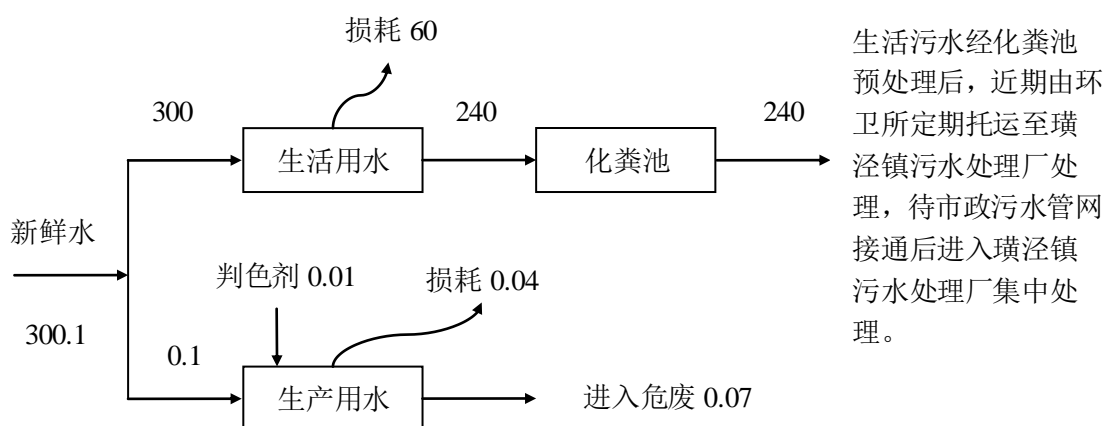 损耗 60
300
240
240
生活用水
化粪池
生活污水经化粪池
预处理后，近期由环
卫所定期托运至璜
泾镇污水处理厂处
理，待市政污水管网
接通后进入璜泾镇
污水处理厂集中处
理。
新鲜水
300.1
判色剂 0.01
损耗 0.04
0.1
生产用水
进入危废 0.07